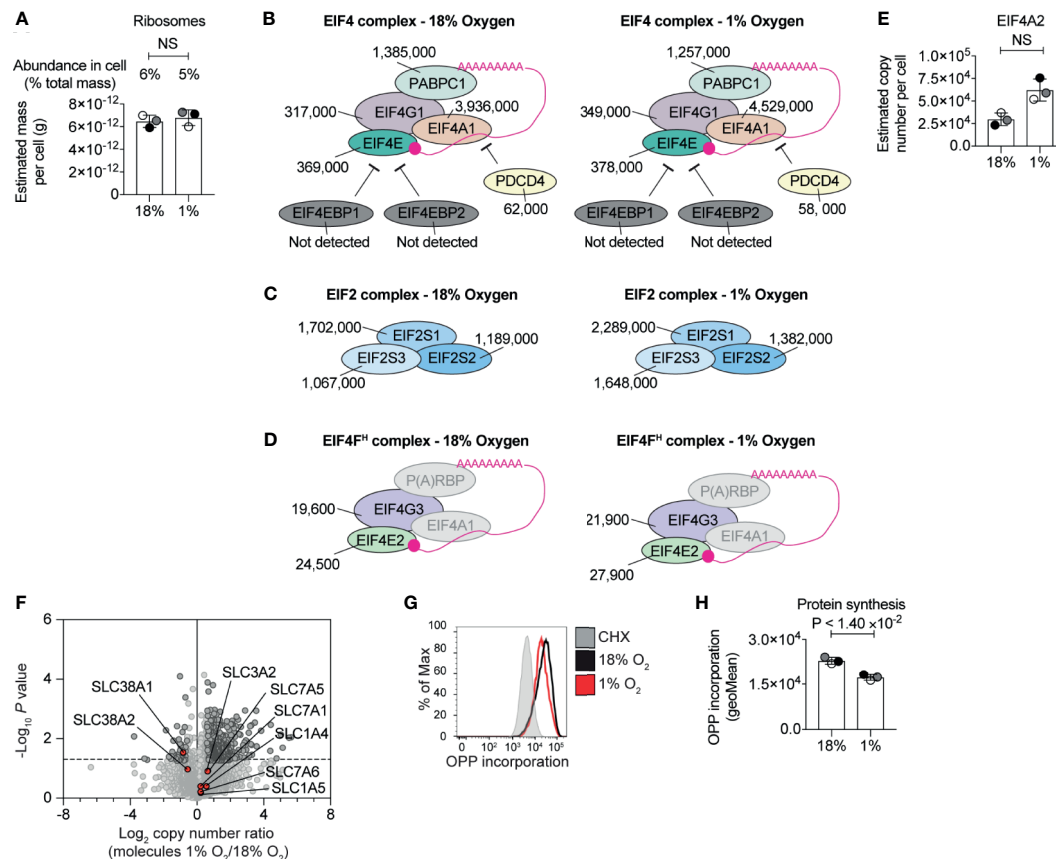 A
Ribosomes
NS
Abundance in cell
(% total mass)
6% 5%
Estimated mass
per cell (g)
8×10⁻¹²
6×10⁻¹²
4×10⁻¹²
2×10⁻¹²
0
18% 1%
B
EIF4 complex - 18% Oxygen
1,385,000
AAAAAAAAA
PABPC1
317,000
EIF4G1
3,936,000
EIF4A1
EIF4E
369,000
PDCD4
62,000
EIF4EBP1
EIF4EBP2
Not detected
Not detected
EIF4 complex - 1% Oxygen
1,257,000
AAAAAAAAA
PABPC1
349,000
EIF4G1
4,529,000
EIF4A1
EIF4E
378,000
PDCD4
58, 000
EIF4EBP1
EIF4EBP2
Not detected
Not detected
C
EIF2 complex - 18% Oxygen
1,702,000
EIF2S1
1,189,000
EIF2S3
EIF2S2
1,067,000
EIF2 complex - 1% Oxygen
2,289,000
EIF2S1
1,382,000
EIF2S3
EIF2S2
1,648,000
D
EIF4Fᴴ complex - 18% Oxygen
AAAAAAAAA
P(A)RBP
19,600
EIF4G3
EIF4A1
EIF4E2
24,500
EIF4Fᴴ complex - 1% Oxygen
AAAAAAAAA
P(A)RBP
21,900
EIF4G3
EIF4A1
EIF4E2
27,900
E
EIF4A2
NS
Estimated copy
number per cell
1.0×10⁵
7.5×10⁴
5.0×10⁴
2.5×10⁴
0.0
18% 1%
F
-Log₁₀ P value
6
4
2
0
SLC3A2
SLC38A1
SLC7A5
SLC38A2
SLC7A1
SLC1A4
SLC7A6
SLC1A5
-8 -4 0 4 8
Log₂ copy number ratio
(molecules 1% O₂/18% O₂)
G
% of Max
100
80
60
40
20
0
0 10² 10³ 10⁴ 10⁵
OPP incorporation
CHX
18% O₂
1% O₂
H
Protein synthesis
P < 1.40 ×10⁻²
OPP incorporation
(geoMean)
3.0×10⁴
1.5×10⁴
0.0
18% 1%